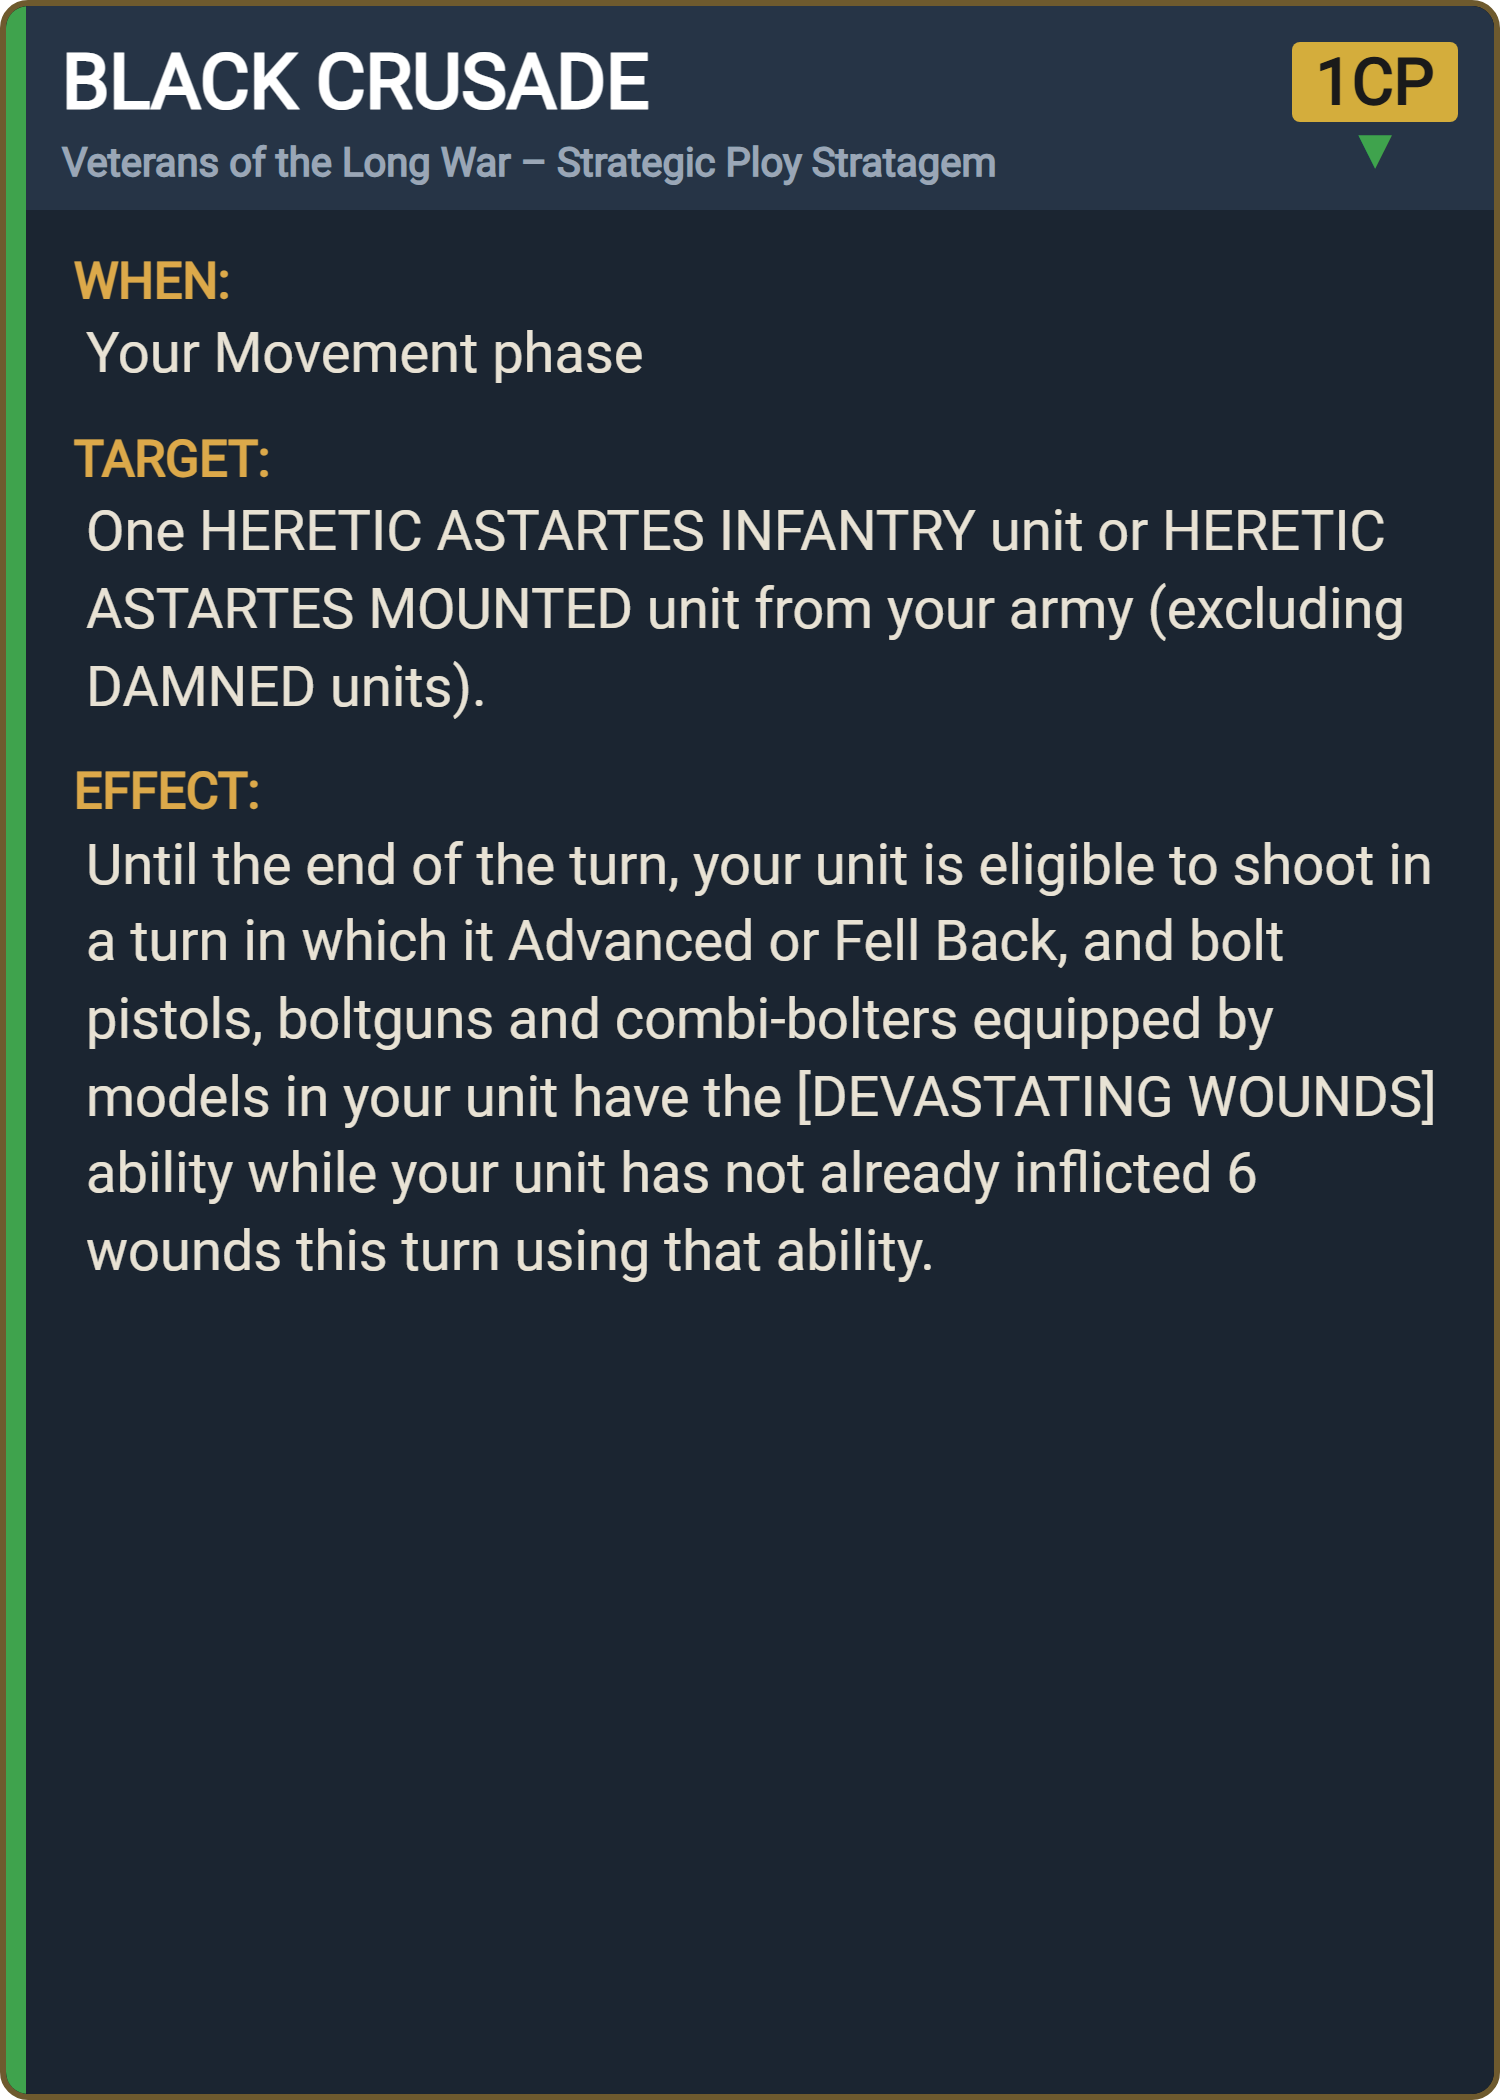 BLACK CRUSADE
1CP
Veterans of the Long War – Strategic Ploy Stratagem
WHEN:
Your Movement phase
TARGET:
One HERETIC ASTARTES INFANTRY unit or HERETIC
ASTARTES MOUNTED unit from your army (excluding
DAMNED units).
EFFECT:
Until the end of the turn, your unit is eligible to shoot in
a turn in which it Advanced or Fell Back, and bolt
pistols, boltguns and combi-bolters equipped by
models in your unit have the [DEVASTATING WOUNDS]
ability while your unit has not already inflicted 6
wounds this turn using that ability.